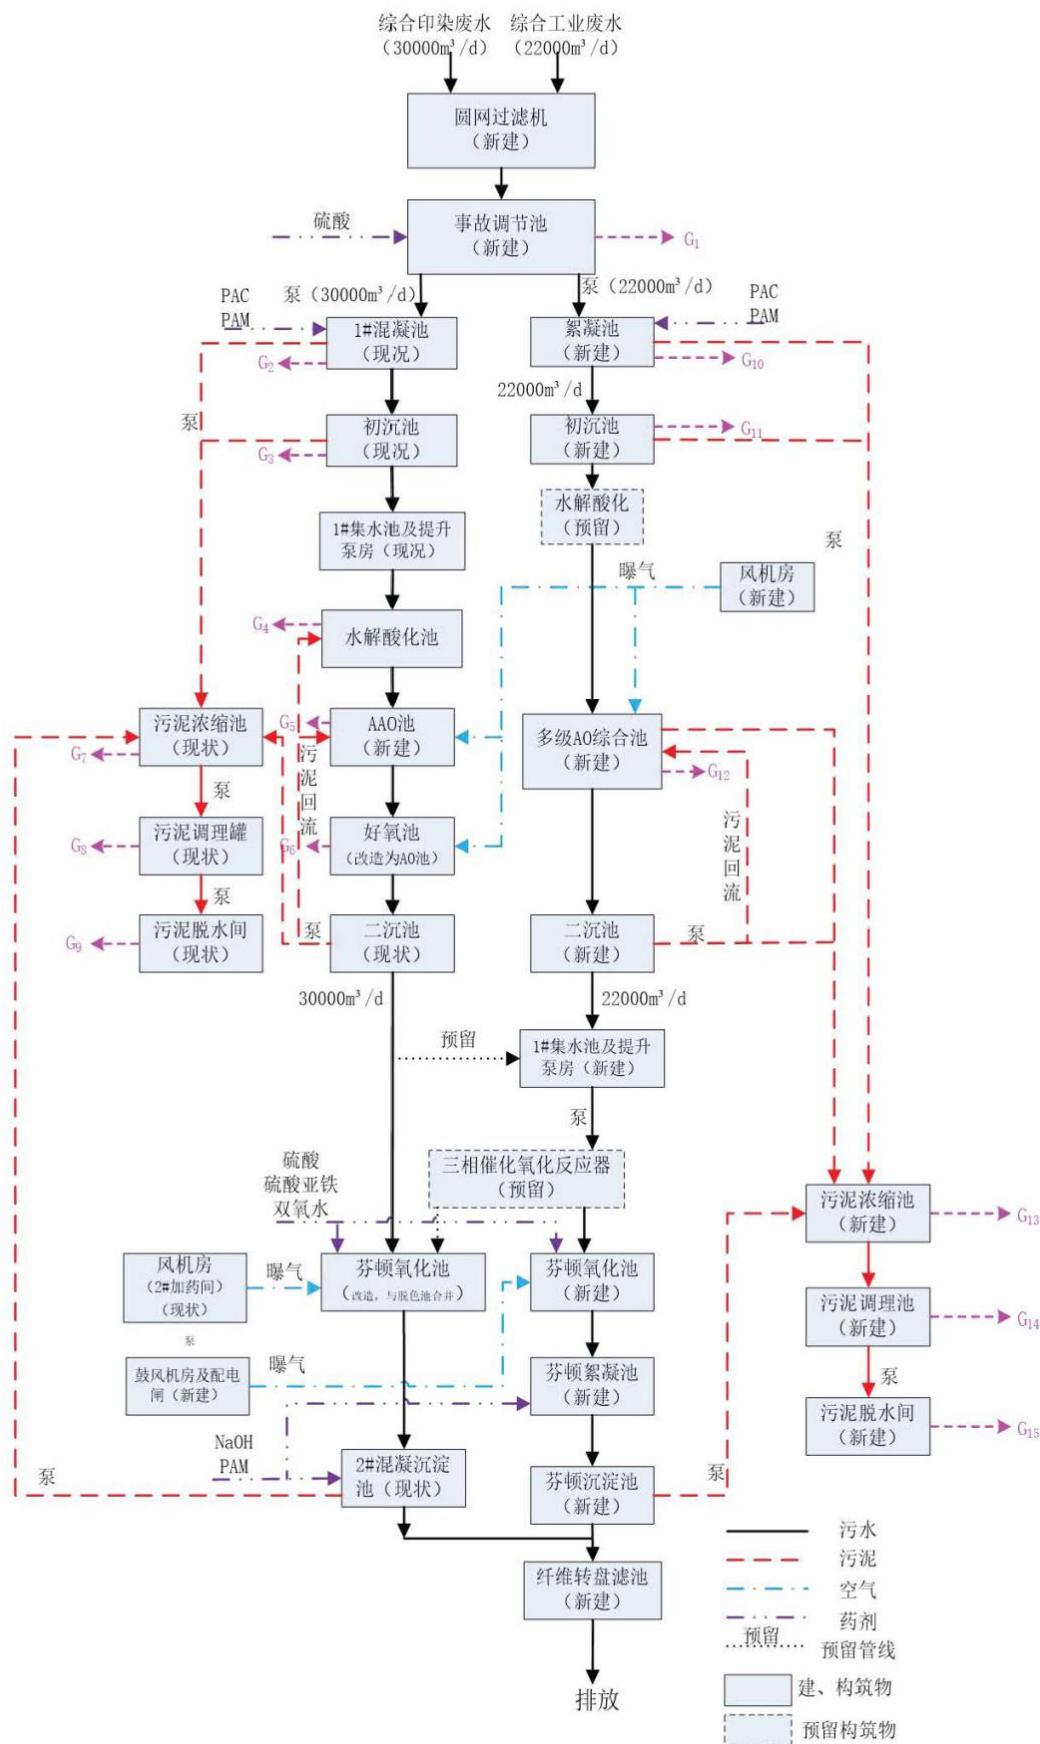 综合印染废水
（30000m³/d）
综合工业废水
（22000m³/d）
圆网过滤机
（新建）
硫酸
事故调节池
（新建）
G₁
泵（30000m³/d）
泵（22000m³/d）
PAC
PAM
1#混凝池
（现况）
G₂
絮凝池
（新建）
PAC
PAM
G₁₀
22000m³/d
泵
初沉池
（现况）
G₃
初沉池
（新建）
G₁₁
水解酸化
（预留）
1#集水池及提升
泵房（现况）
泵
曝气
风机房
（新建）
G₄
水解酸化池
污泥浓缩池
（现状）
G₇
G₅
AAO池
（新建）
多级AO综合池
（新建）
G₁₂
泵
污泥回流
污泥调理罐
（现状）
G₈
G₆
好氧池
（改造为AO池）
污泥回流
泵
污泥脱水间
（现状）
G₉
泵
二沉池
（现状）
二沉池
（新建）
泵
30000m³/d
22000m³/d
预留
1#集水池及提升
泵房（新建）
泵
硫酸
硫酸亚铁
双氧水
三相催化氧化反应器
（预留）
污泥浓缩池
（新建）
G₁₃
风机房
（2#加药间）
（现状）
曝气
芬顿氧化池
（改造，与脱色池合并）
芬顿氧化池
（新建）
污泥调理池
（新建）
G₁₄
泵
鼓风机房及配电
闸（新建）
曝气
芬顿絮凝池
（新建）
泵
污泥脱水间
（新建）
G₁₅
NaOH
PAM
泵
2#混凝沉淀
池（现状）
芬顿沉淀池
（新建）
泵
纤维转盘滤池
（新建）
排放
污水
污泥
空气
药剂
预留
预留管线
建、构筑物
预留构筑物